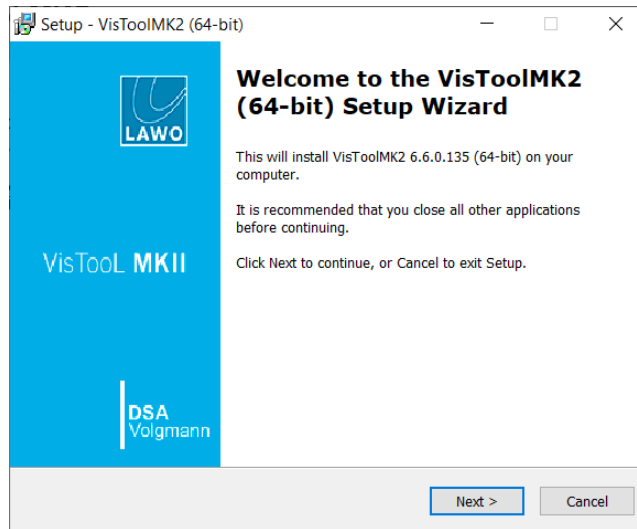 Setup - VisToolMK2 (64-bit)
LAWO
VisTooL MKII
DSA
Volgmann
Welcome to the VisToolMK2
(64-bit) Setup Wizard
This will install VisToolMK2 6.6.0.135 (64-bit) on your
computer.
It is recommended that you close all other applications
before continuing.
Click Next to continue, or Cancel to exit Setup.
Next >
Cancel